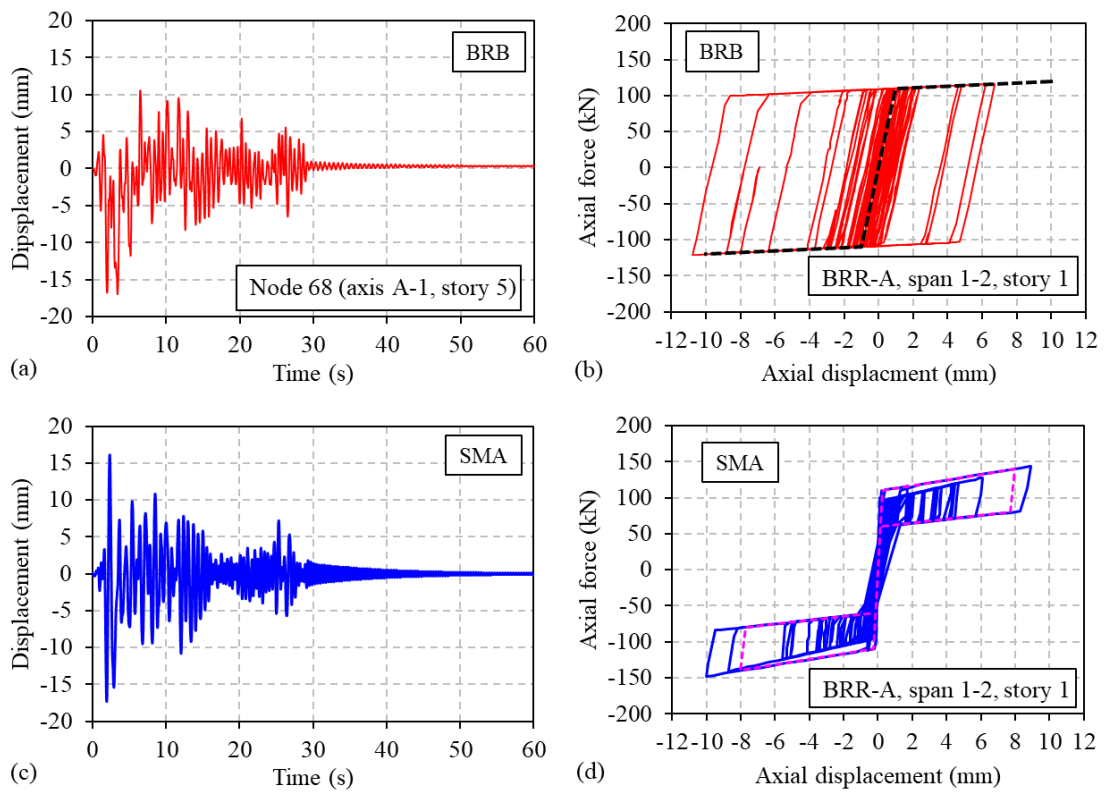 20
15
10
5
0
-5
-10
-15
-20
Dipsplacement (mm)
BRB
Node 68 (axis A-1, story 5)
0 10 20 30 40 50 60
Time (s)
(a)
200
150
100
50
0
-50
-100
-150
-200
Axial force (kN)
BRB
BRR-A, span 1-2, story 1
-12 -10 -8 -6 -4 -2 0 2 4 6 8 10 12
Axial displacment (mm)
(b)
20
15
10
5
0
-5
-10
-15
-20
Displacement (mm)
SMA
0 10 20 30 40 50 60
Time (s)
(c)
200
150
100
50
0
-50
-100
-150
-200
Axial force (kN)
SMA
BRR-A, span 1-2, story 1
-12 -10 -8 -6 -4 -2 0 2 4 6 8 10 12
Axial displacement (mm)
(d)